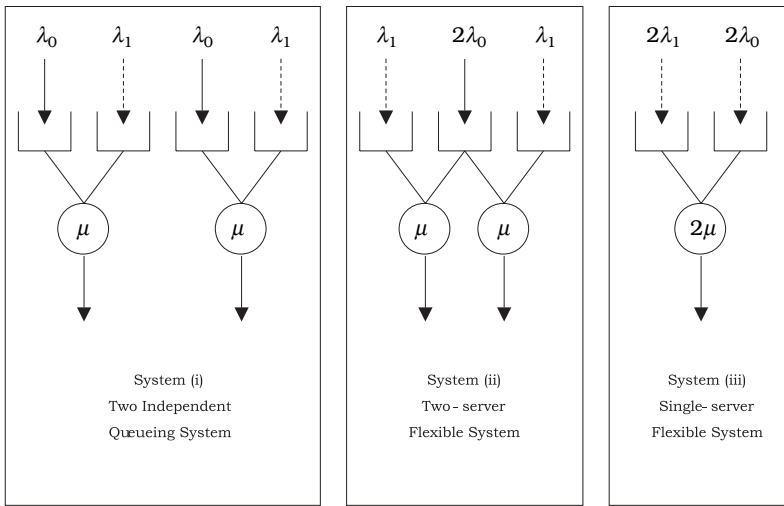 λ₀ λ₁ λ₀ λ₁
μ μ
System (i)
Two Independent
Queueing System
λ₁ 2λ₀ λ₁
μ μ
System (ii)
Two - server
Flexible System
2λ₁ 2λ₀
2μ
System (iii)
Single- server
Flexible System